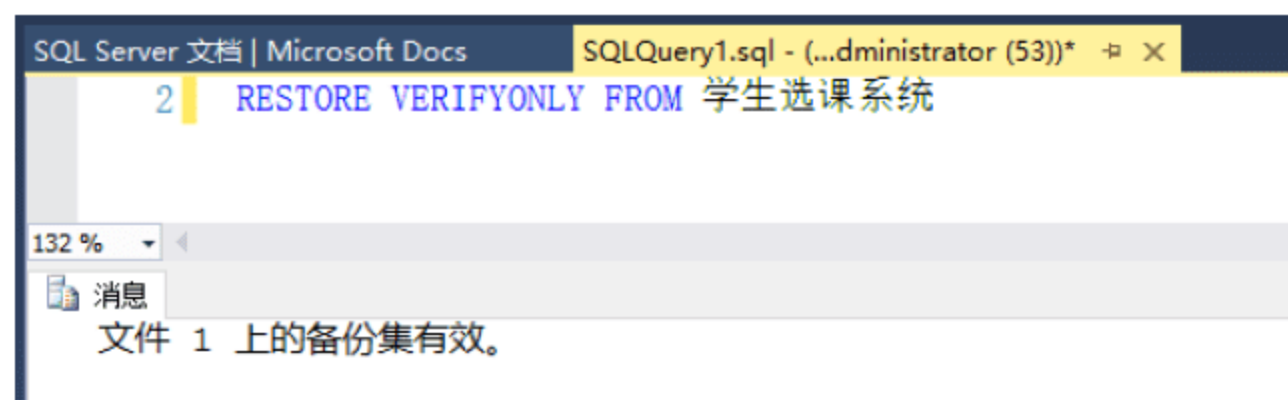 SQL Server 文档 | Microsoft Docs
SQLQuery1.sql - (...dministrator (53))*
2 RESTORE VERIFYONLY FROM 学生选课系统
132 %
消息
文件 1 上的备份集有效。